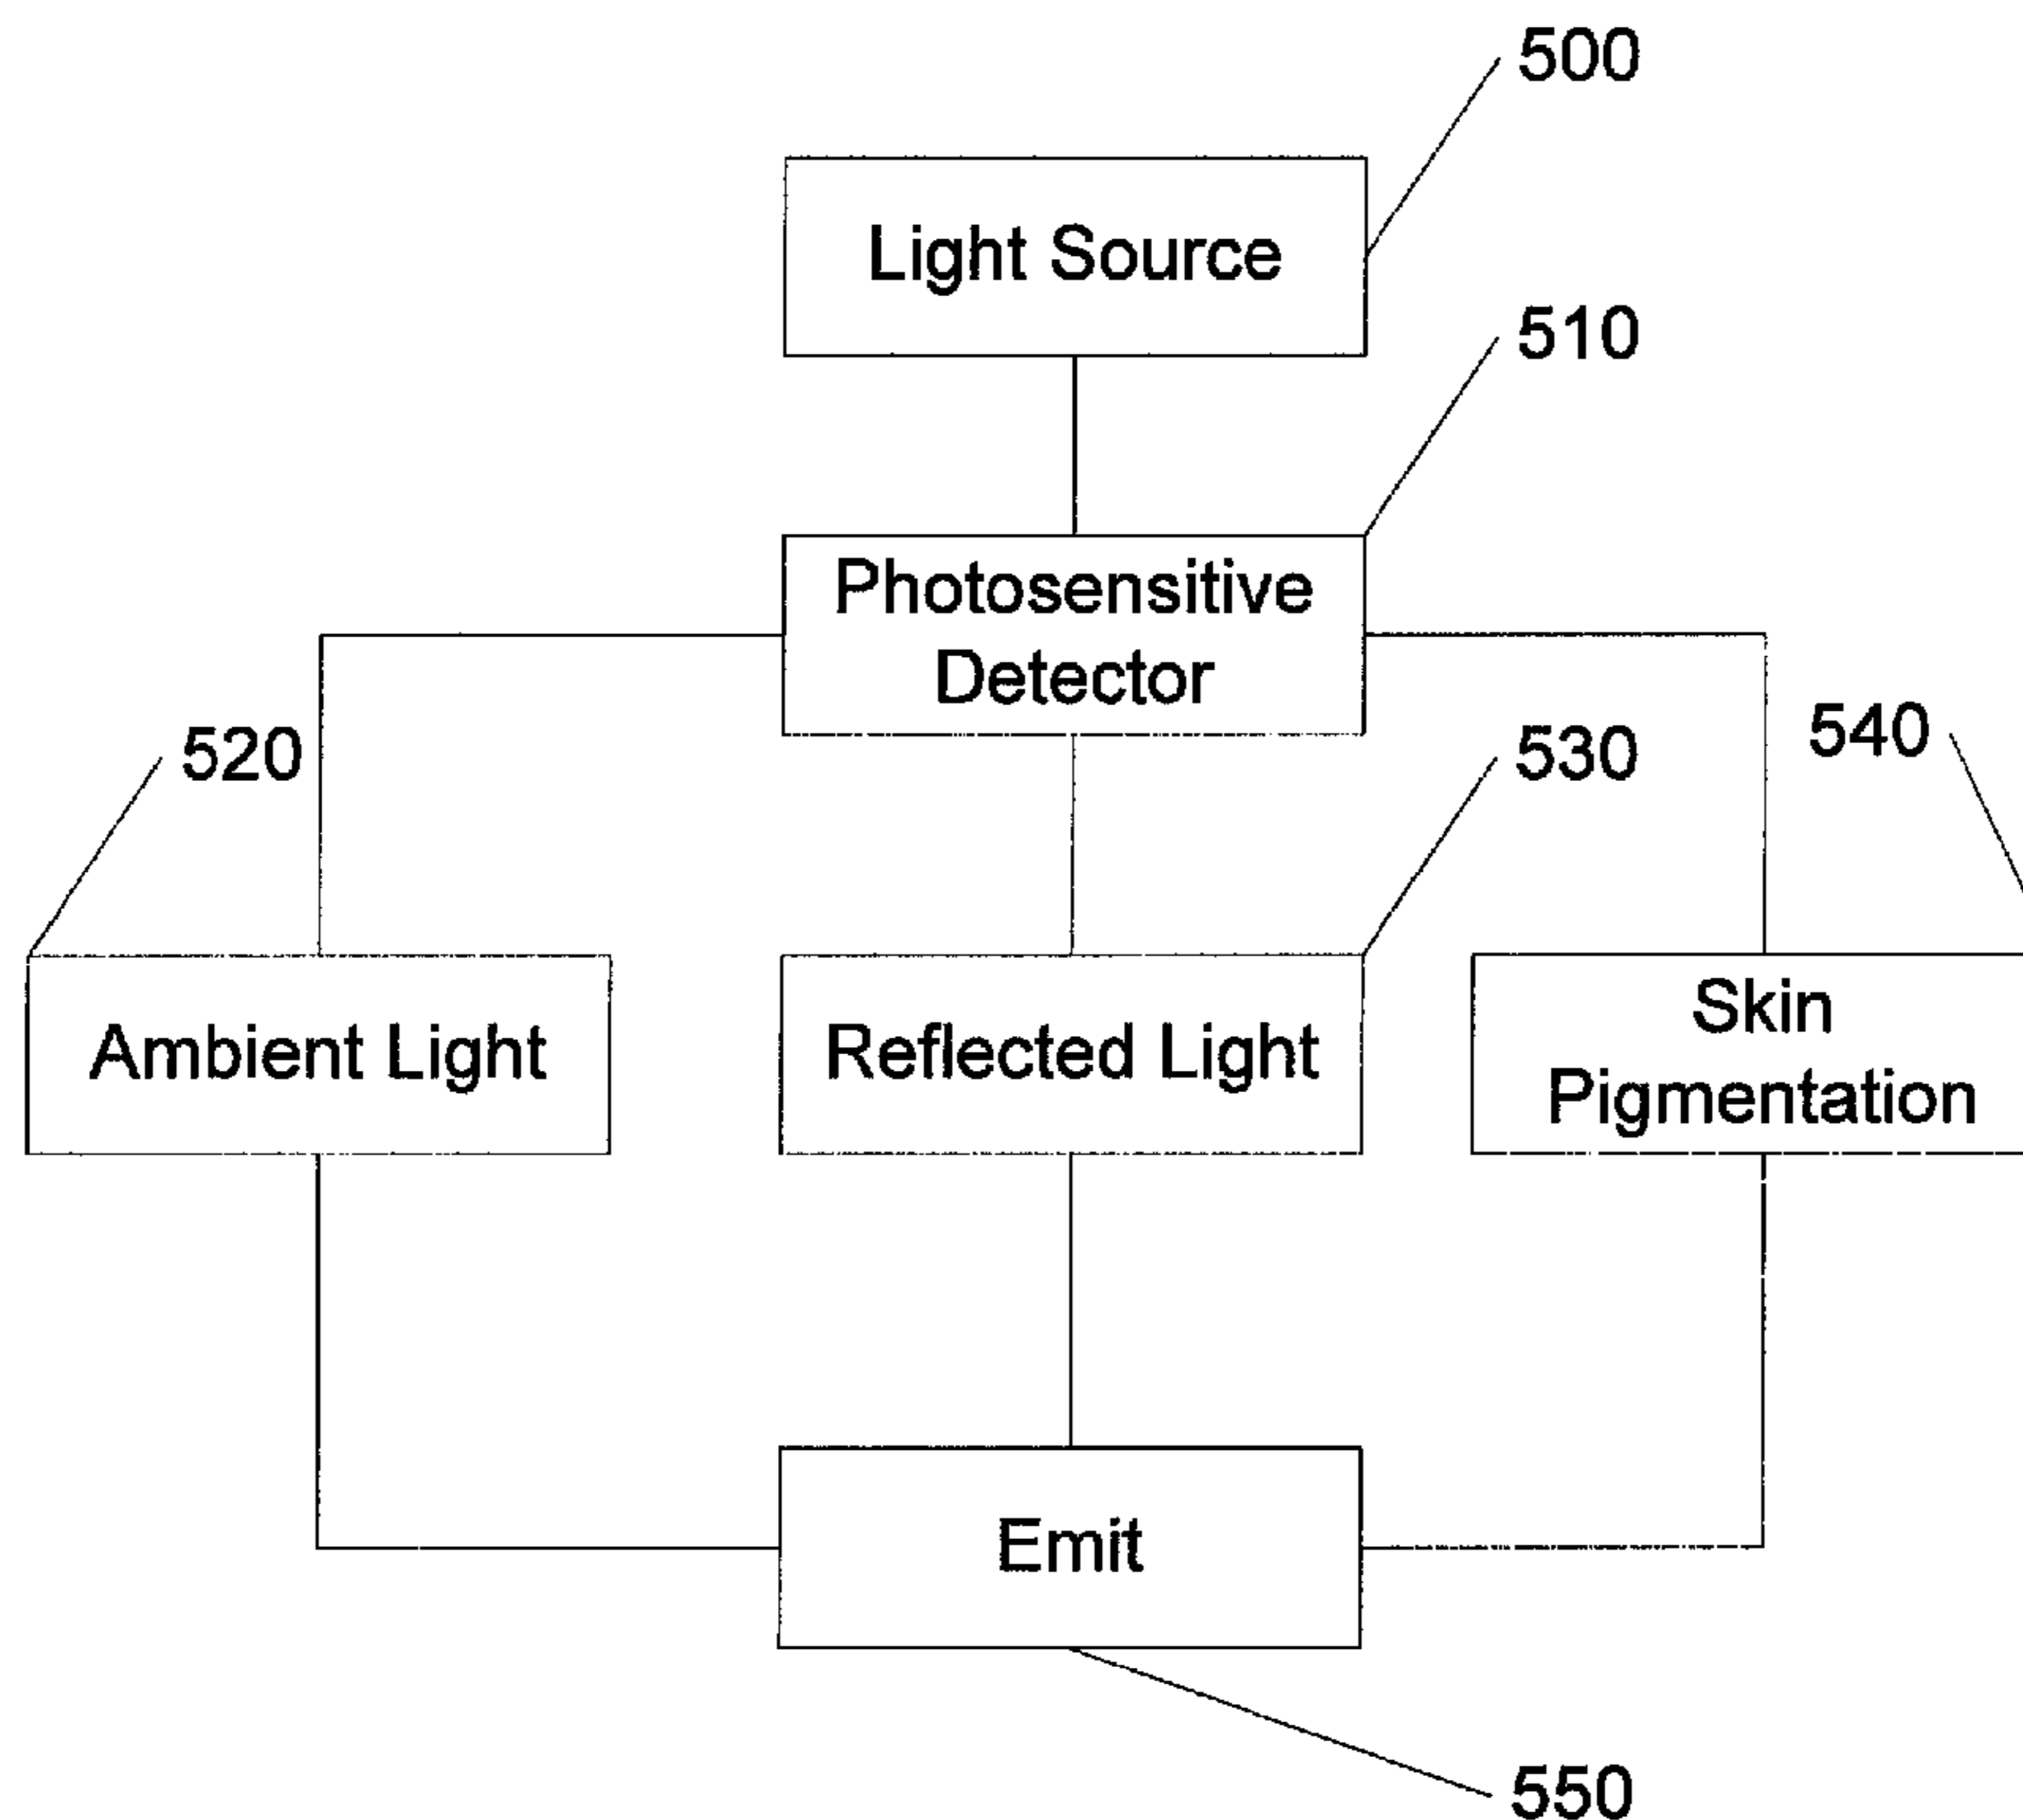 500
Light Source
510
Photosensitive
Detector
520
530
540
Ambient Light
Reflected Light
Skin
Pigmentation
Emit
550